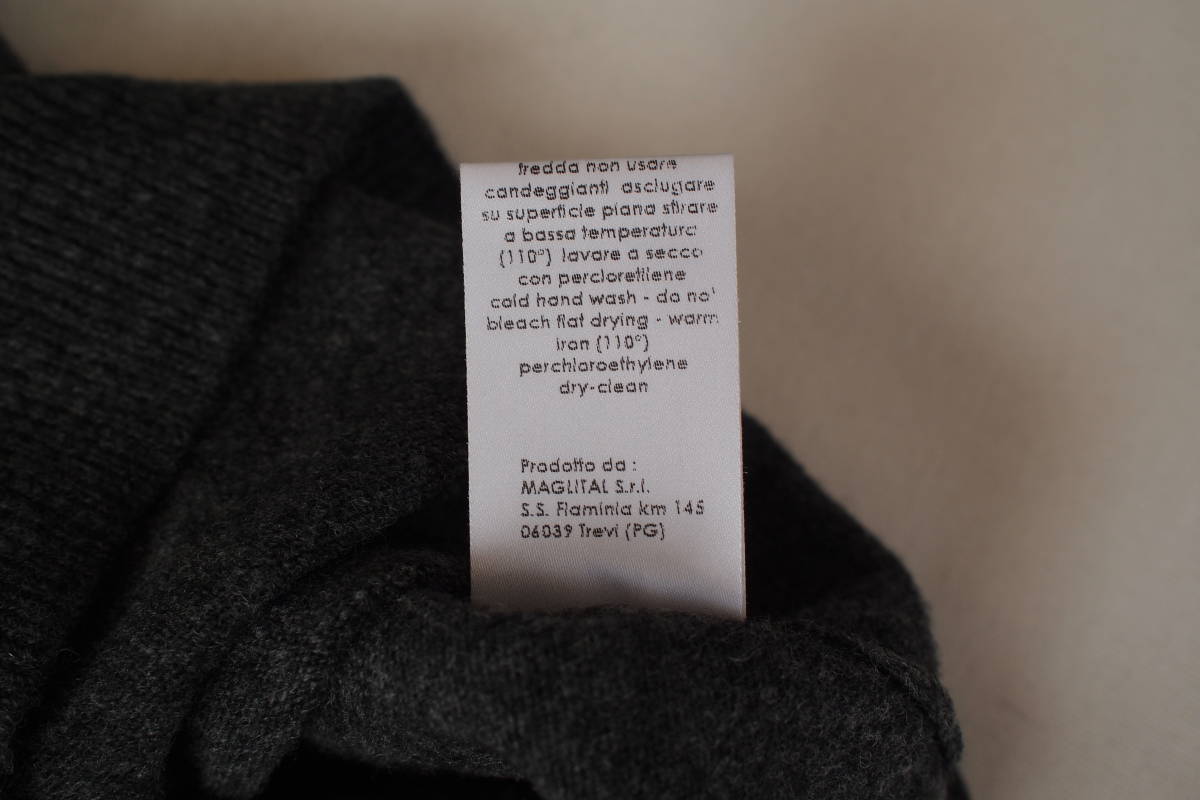 fredda non usare
candeggianti asciugare
su superficie piana stirare
a bassa temperatura
(110°) lavare a secco
con percloretilene
cold hand wash - do not
bleach flat drying - warm
iron (110°)
perchloroethylene
dry-clean
Prodotto da :
MAGLITAL S.r.l.
S.S. Flaminia km 145
06039 Trevi (PG)